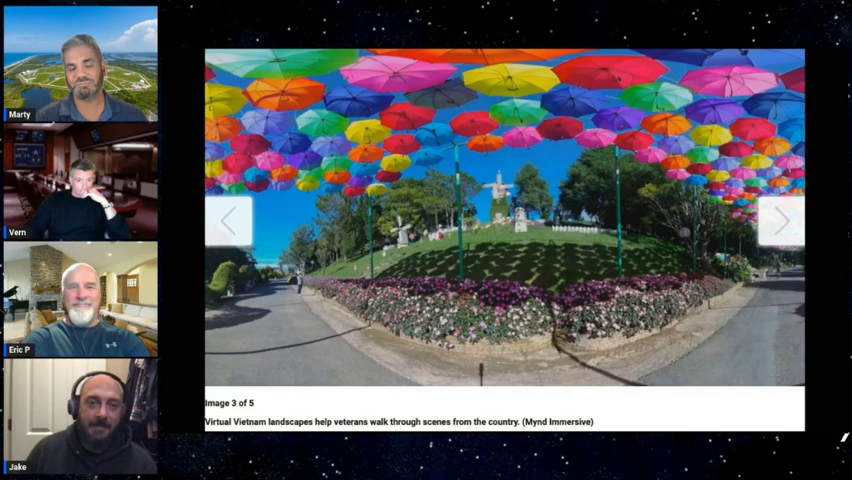 Marty
Vern
Eric P
Jake
Image 3 of 5
Virtual Vietnam landscapes help veterans walk through scenes from the country. (Mynd Immersive)